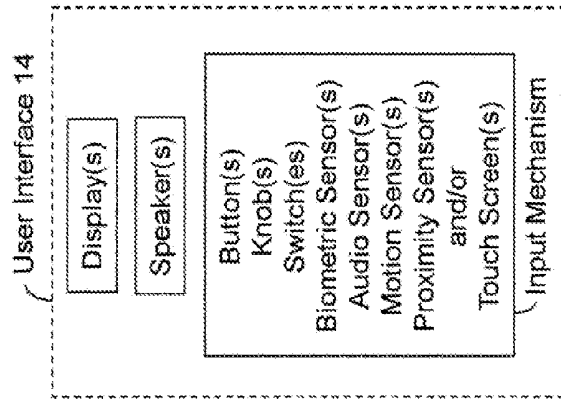 User Interface 14
Display(s)
Speaker(s)
Button(s)
Knob(s)
Switch(es)
Biometric Sensor(s)
Audio Sensor(s)
Motion Sensor(s)
Proximity Sensor(s)
and/or
Touch Screen(s)
Input Mechanism